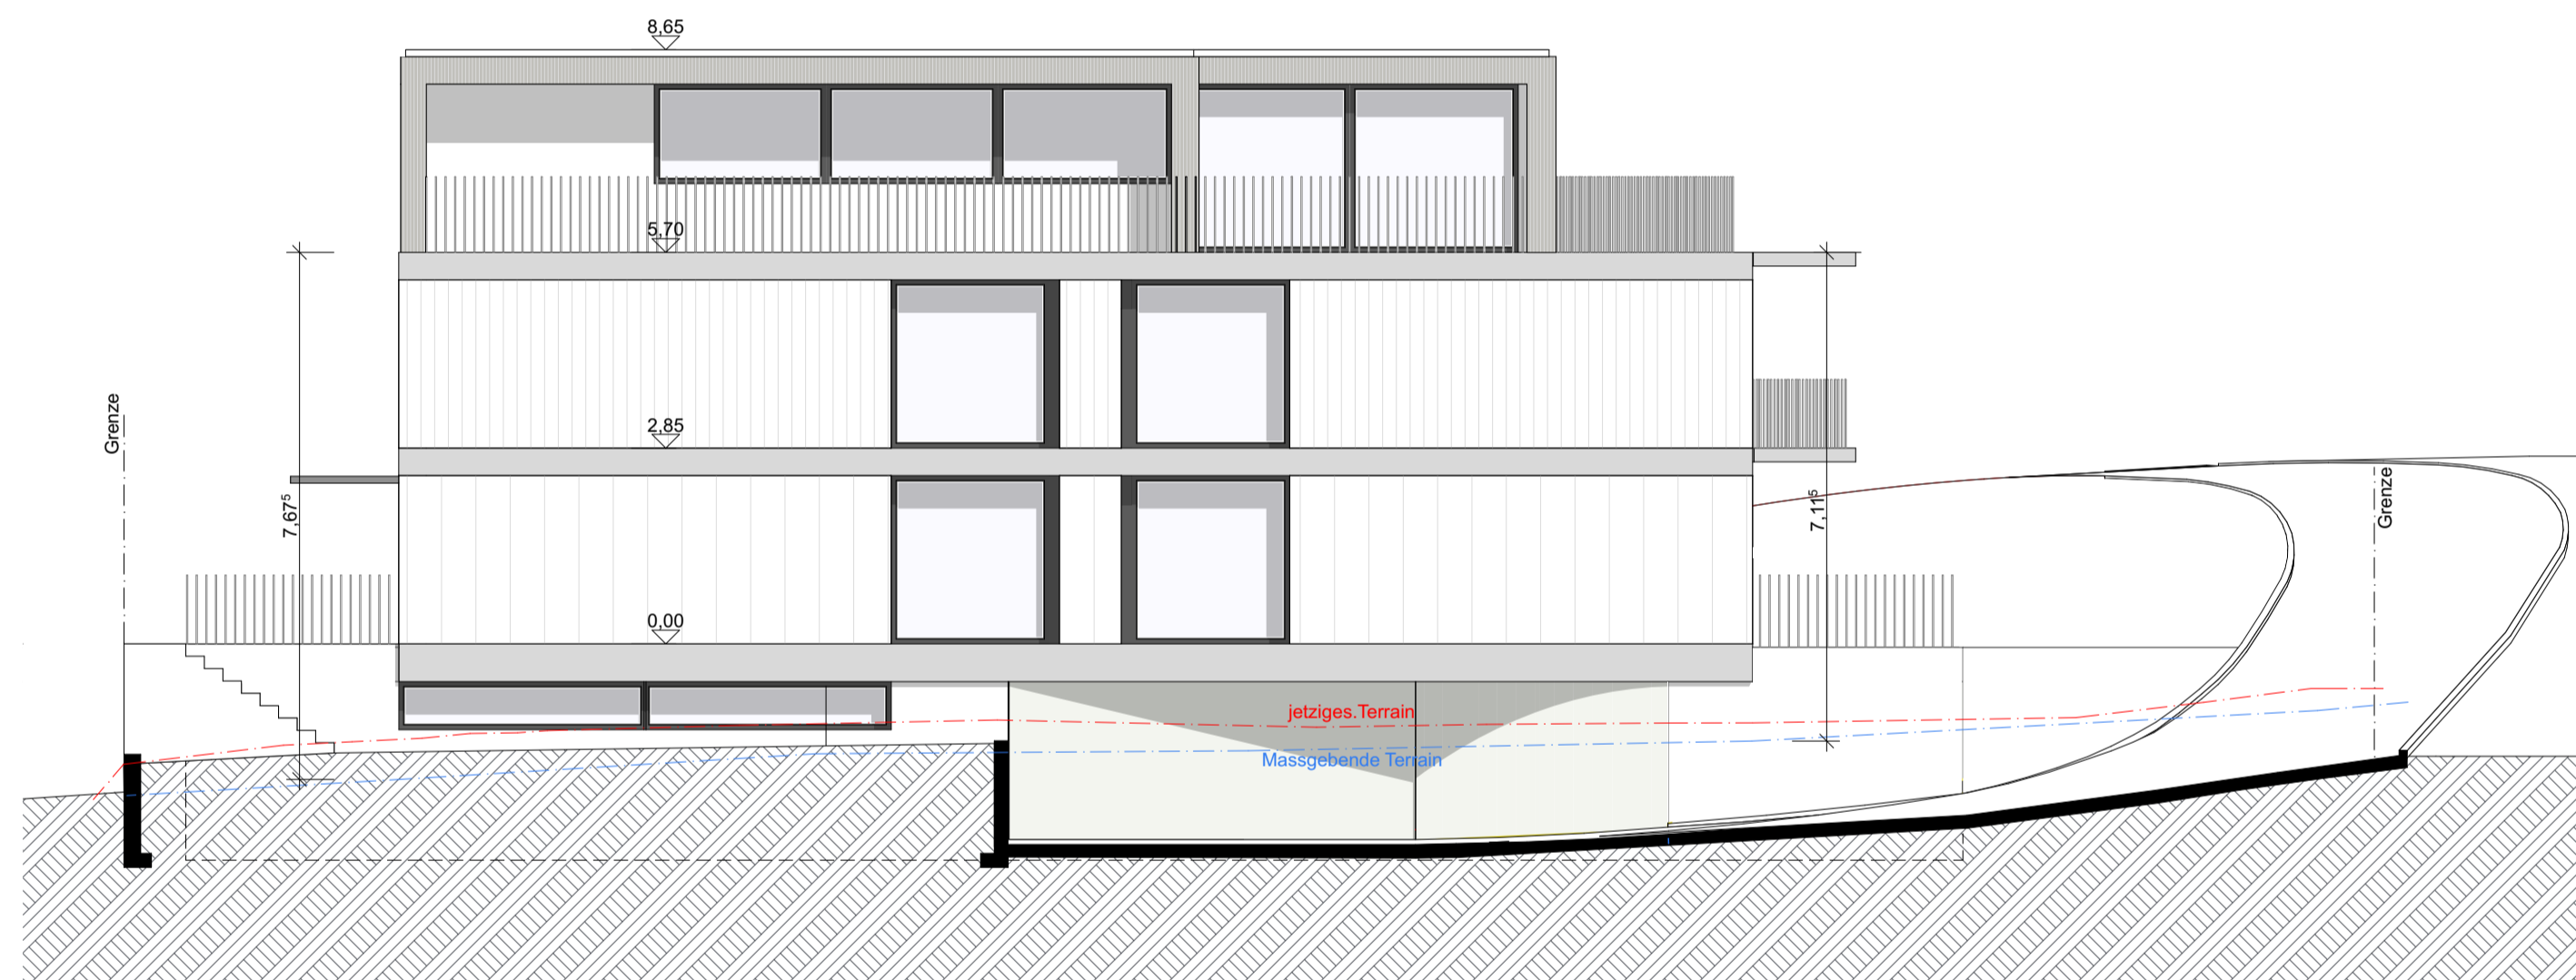 8,65
5,70
Grenze
2,85
7,67⁵
7,11⁵
Grenze
0,00
jetziges.Terrain
Massgebende Terrain